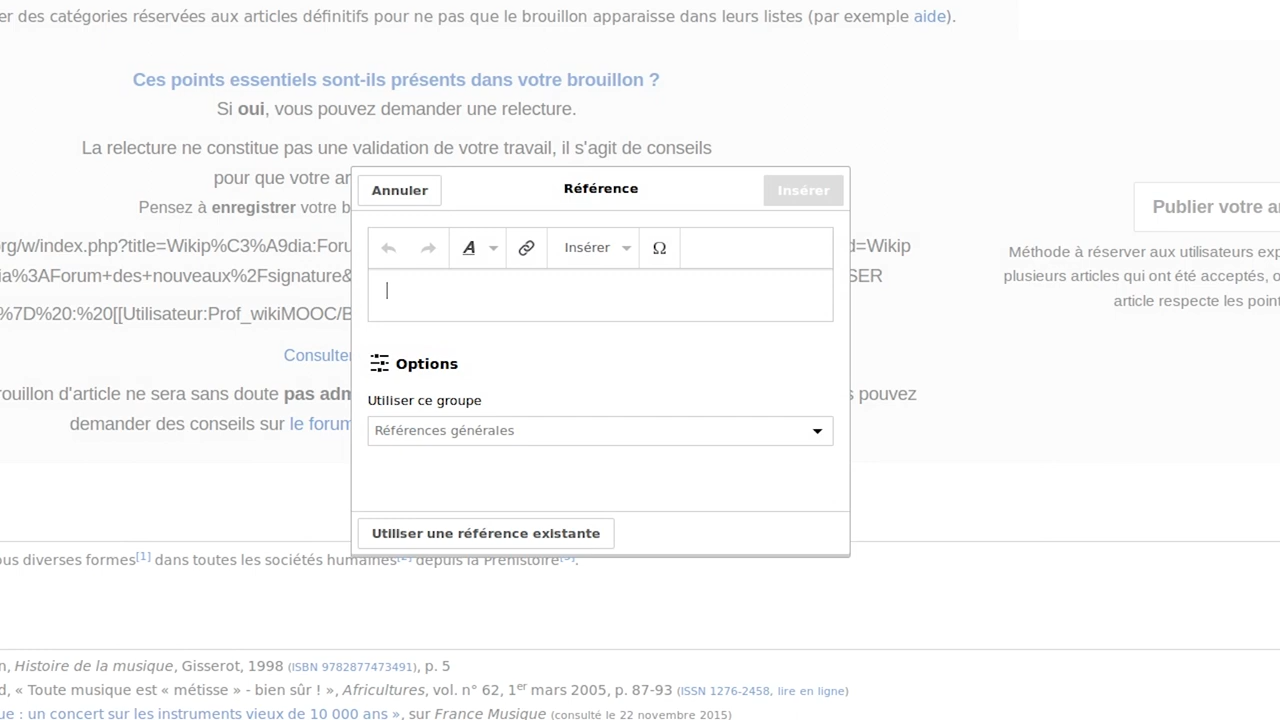 er des catégories réservées aux articles définitifs pour ne pas que le brouillon apparaisse dans leurs listes (par exemple aide).
Ces points essentiels sont-ils présents dans votre brouillon ?
Si oui, vous pouvez demander une relecture.
La relecture ne constitue pas une validation de votre travail, il s'agit de conseils
pour que votre ar
Pensez à enregistrer votre b
Annuler
Référence
Insérer
Publier votre a
org/w/index.php?title=Wikip%C3%A9dia:Foru
d=Wikip
ia%3AForum+des+nouveaux%2Fsignature&
SER
%7D%20:%20[[Utilisateur:Prof_wikiMOOC/B
A
Insérer
Ω
Méthode à réserver aux utilisateurs exp
plusieurs articles qui ont été acceptés, o
article respecte les point
Options
Consulter
Utiliser ce groupe
Références générales
rouillon d'article ne sera sans doute pas adm
s pouvez
demander des conseils sur le forum
Utiliser une référence existante
ous diverses formes[1] dans toutes les sociétés humaines[2] depuis la Préhistoire[3].
n, Histoire de la musique, Gisserot, 1998 (ISBN 9782877473491), p. 5
d, « Toute musique est « métisse » - bien sûr ! », Africultures, vol. n° 62, 1er mars 2005, p. 87-93 (ISSN 1276-2458, lire en ligne)
que : un concert sur les instruments vieux de 10 000 ans », sur France Musique (consulté le 22 novembre 2015)